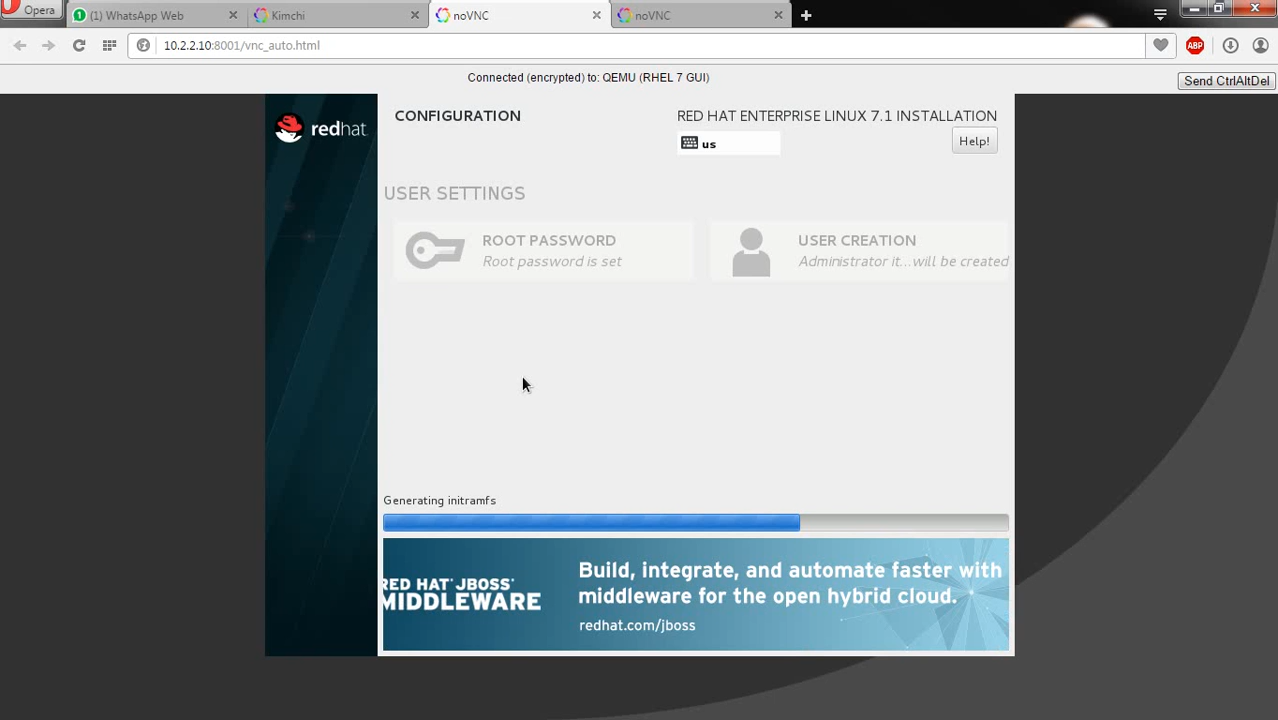 Opera
(1) WhatsApp Web
Kimchi
noVNC
noVNC
10.2.2.10:8001/vnc_auto.html
ABP
Connected (encrypted) to: QEMU (RHEL 7 GUI)
Send CtrlAltDel
redhat.
CONFIGURATION
RED HAT ENTERPRISE LINUX 7.1 INSTALLATION
us
Help!
USER SETTINGS
ROOT PASSWORD
Root password is set
USER CREATION
Administrator it...will be created
Generating initramfs
RED HAT® JBOSS®
MIDDLEWARE
Build, integrate, and automate faster with
middleware for the open hybrid cloud.
redhat.com/jboss